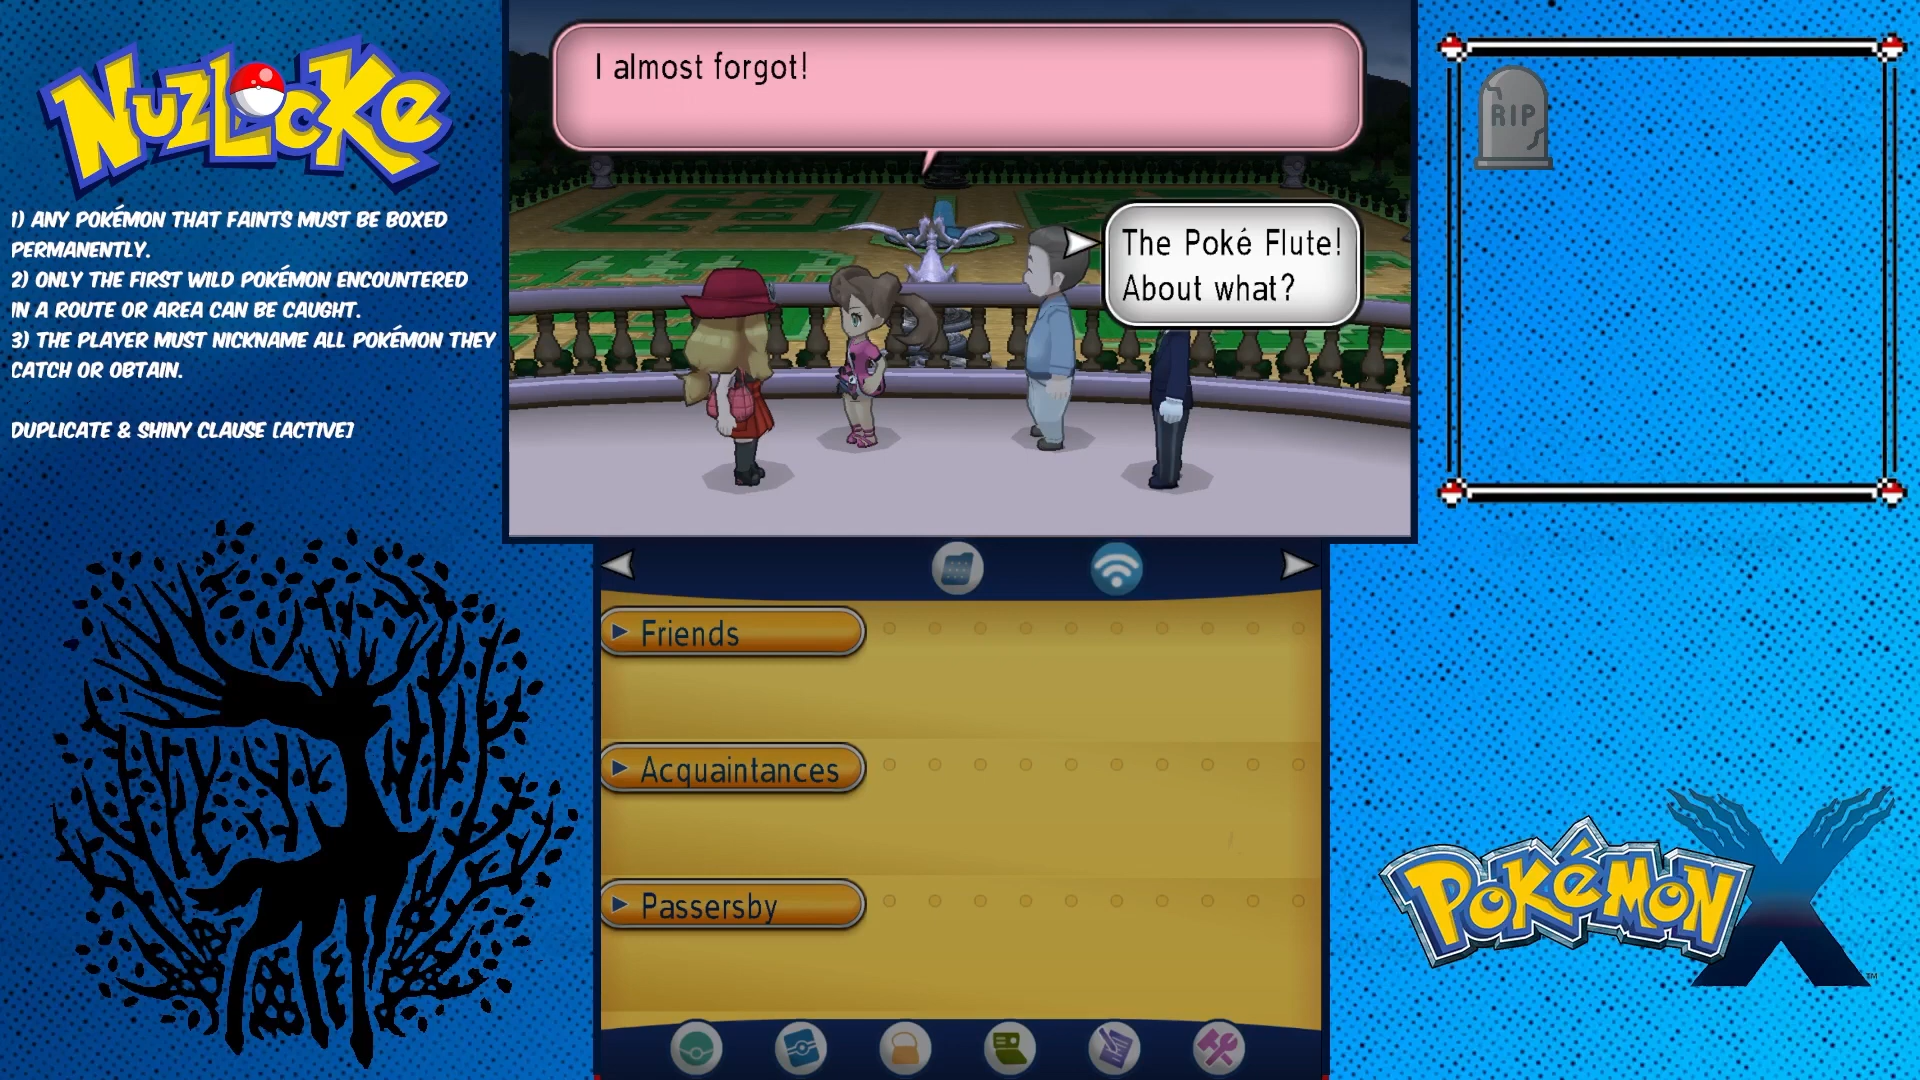 NUZLOCKE
1) ANY POKÉMON THAT FAINTS MUST BE BOXED
PERMANENTLY.
2) ONLY THE FIRST WILD POKÉMON ENCOUNTERED
IN A ROUTE OR AREA CAN BE CAUGHT.
3) THE PLAYER MUST NICKNAME ALL POKÉMON THEY
CATCH OR OBTAIN.
DUPLICATE & SHINY CLAUSE [ACTIVE]
I almost forgot!
The Poké Flute!
About what?
RIP
Friends
Acquaintances
Passersby
POKÉMON X
TM